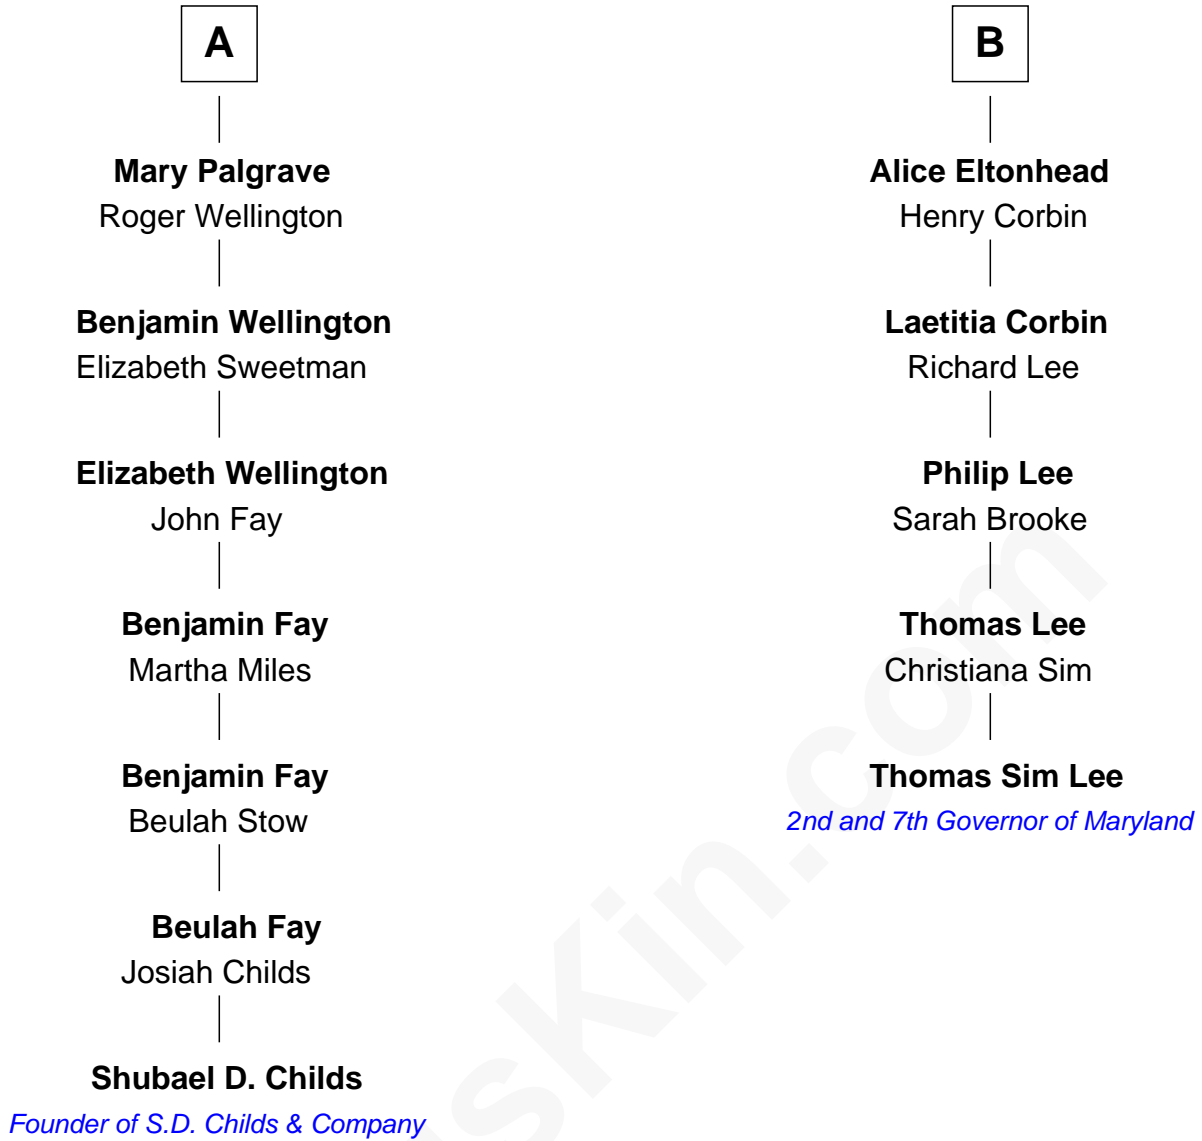 A
Mary Palgrave
Roger Wellington
Benjamin Wellington
Elizabeth Sweetman
Elizabeth Wellington
John Fay
Benjamin Fay
Martha Miles
Benjamin Fay
Beulah Stow
Beulah Fay
Josiah Childs
Shubael D. Childs
Founder of S.D. Childs & Company
B
Alice Eltonhead
Henry Corbin
Laetitia Corbin
Richard Lee
Philip Lee
Sarah Brooke
Thomas Lee
Christiana Sim
Thomas Sim Lee
2nd and 7th Governor of Maryland
sKin.com